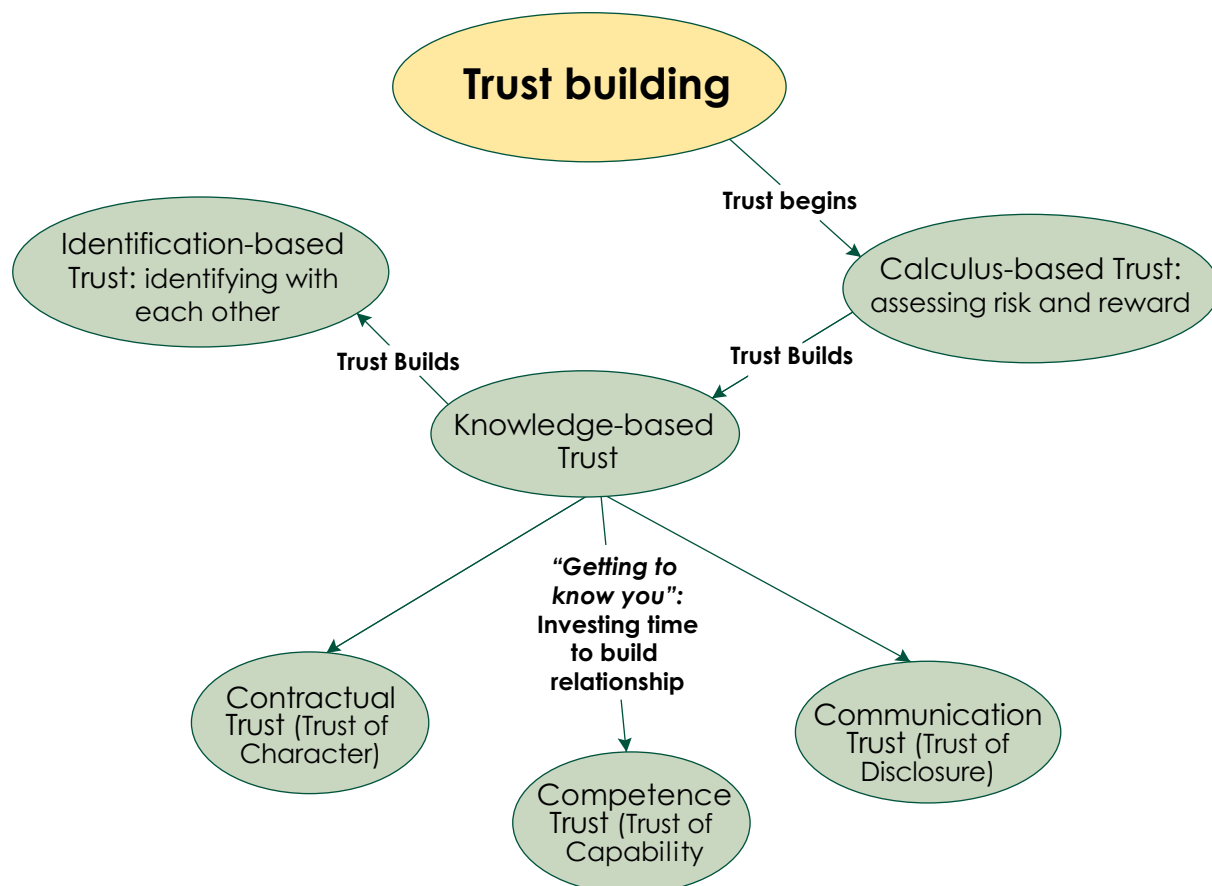 Trust building
Trust begins
Identification-based
Trust: identifying with
each other
Calculus-based Trust:
assessing risk and reward
Trust Builds
Trust Builds
Knowledge-based
Trust
“Getting to
know you”:
Investing time
to build
relationship
Contractual
Trust (Trust of
Character)
Communication
Trust (Trust of
Disclosure)
Competence
Trust (Trust of
Capability